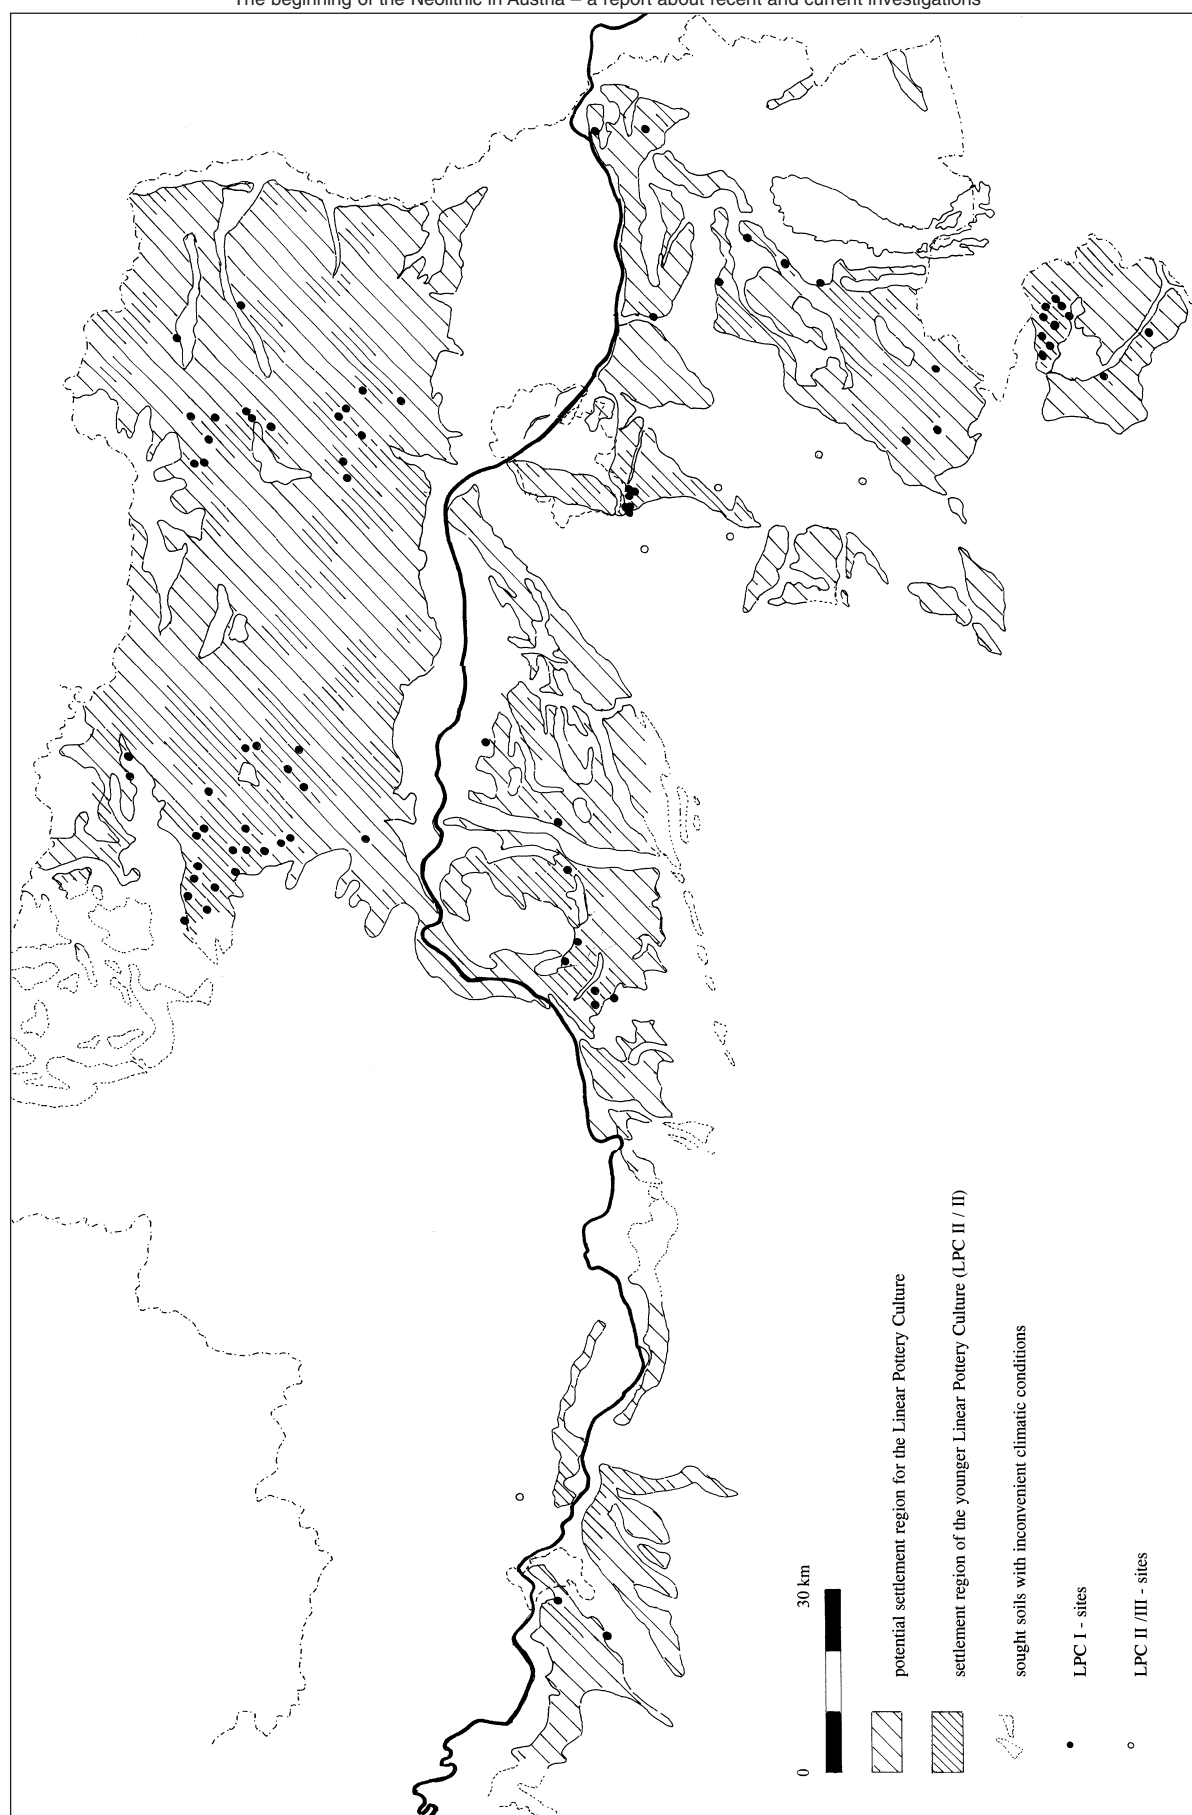 The beginning of the Neolithic in Austria – a report about recent and current investigations
0 30 km
potential settlement region for the Linear Pottery Culture
settlement region of the younger Linear Pottery Culture (LPC II / II)
sought soils with inconvenient climatic conditions
LPC I - sites
LPC II /III - sites